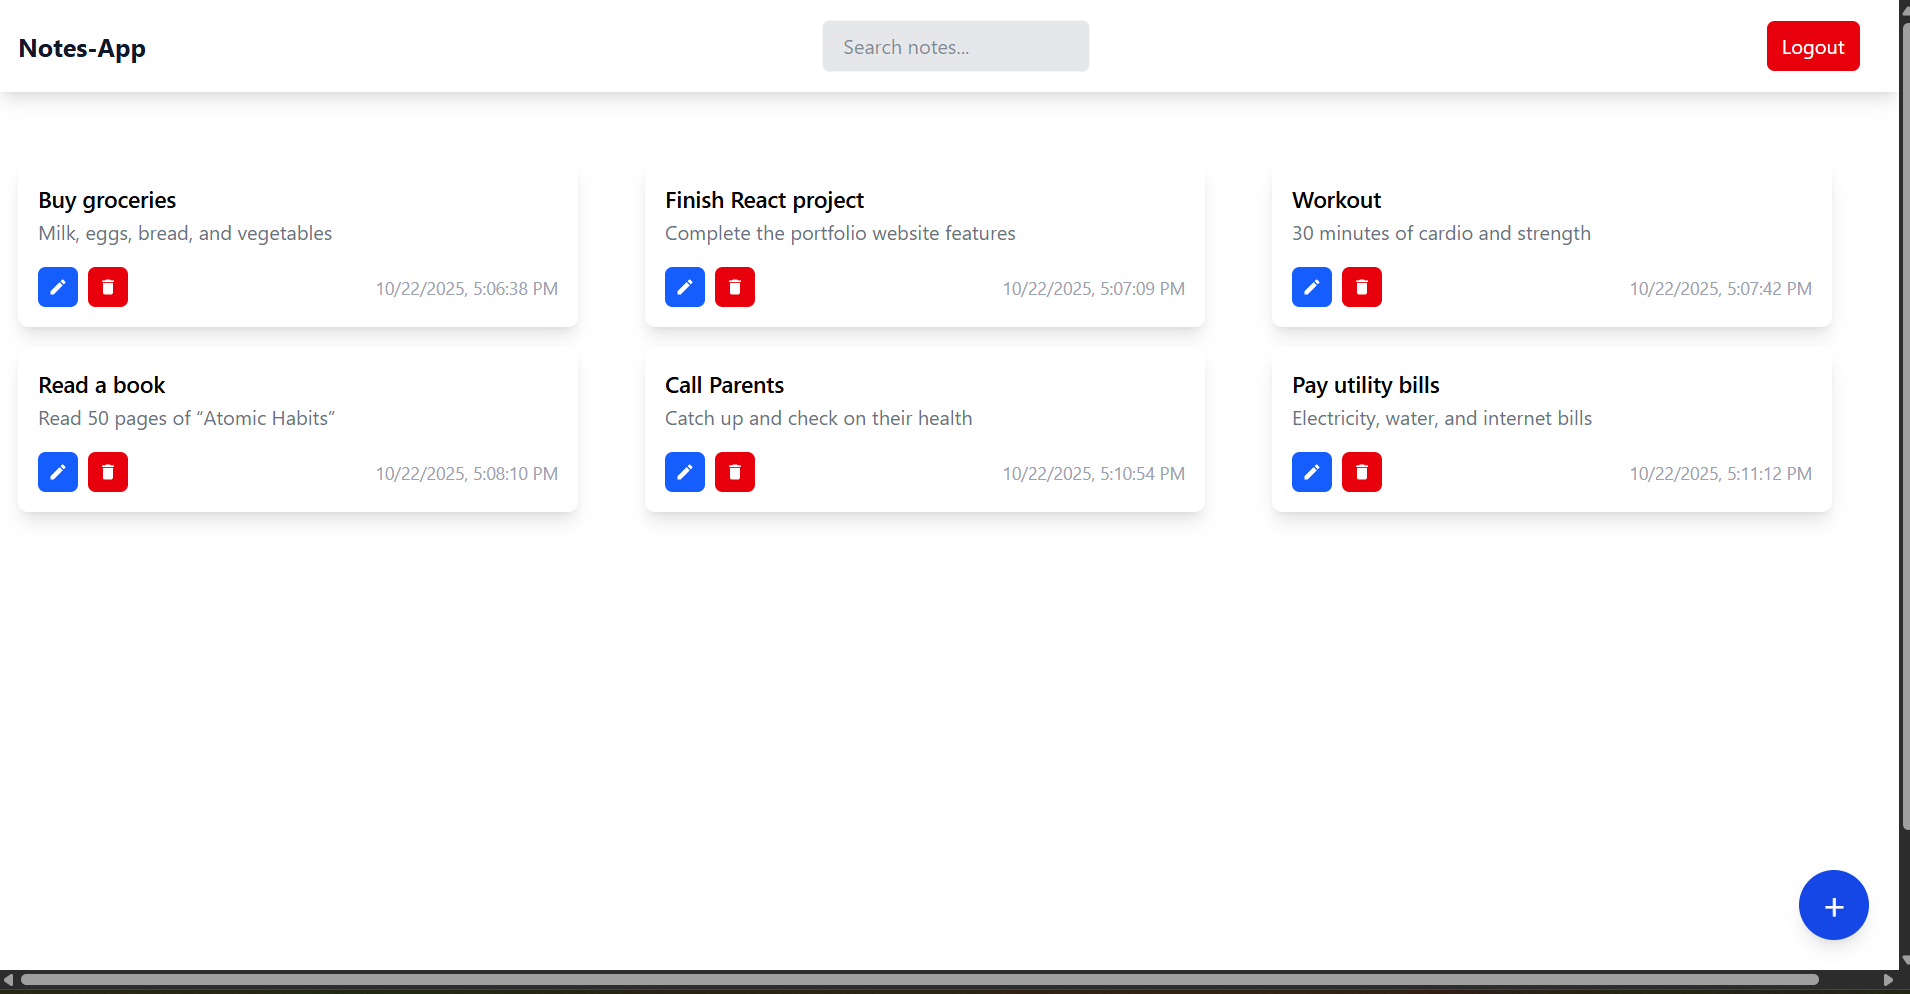 Notes-App
Search notes...
Logout
Buy groceries
Milk, eggs, bread, and vegetables
10/22/2025, 5:06:38 PM
Finish React project
Complete the portfolio website features
10/22/2025, 5:07:09 PM
Workout
30 minutes of cardio and strength
10/22/2025, 5:07:42 PM
Read a book
Read 50 pages of “Atomic Habits”
10/22/2025, 5:08:10 PM
Call Parents
Catch up and check on their health
10/22/2025, 5:10:54 PM
Pay utility bills
Electricity, water, and internet bills
10/22/2025, 5:11:12 PM
+